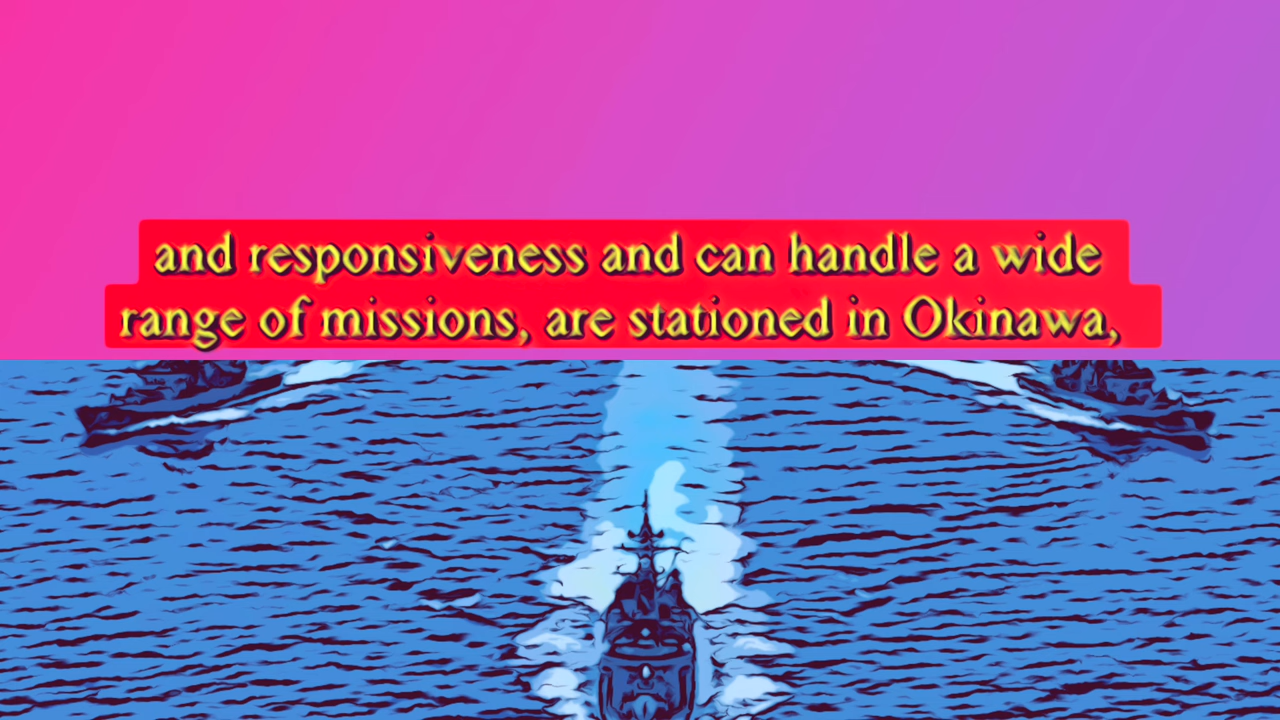 and responsiveness and can handle a wide
range of missions, are stationed in Okinawa,